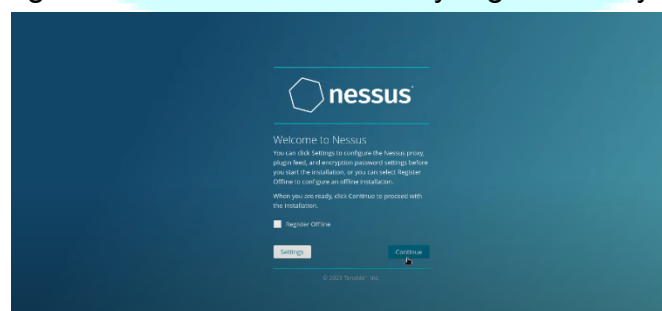 nessus
Welcome to Nessus
You can click Settings to configure the Nessus proxy,
plugin feed, and encryption password settings before
you start the installation, or you can select Register
Offline to configure an offline installation.
When you are ready, click Continue to proceed with
the installation.
Register Offline
Settings
Continue
© 2023 Tenable™ Inc.